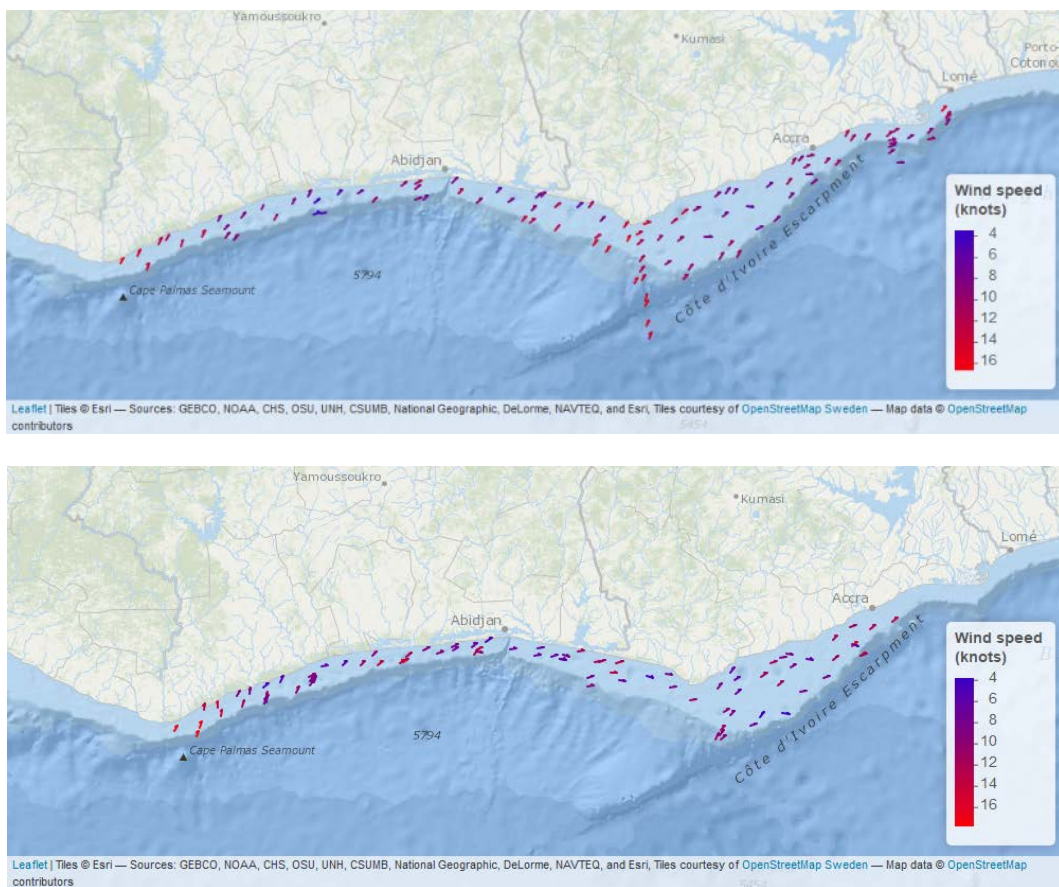 Yamoussoukro
Kumasi
Porto-
Cotonou
Lomé
Accra
Abidjan
Côte d'Ivoire Escarpment
5794
Cape Palmas Seamount
Wind speed
(knots)
4
6
8
10
12
14
16
Leaflet | Tiles © Esri — Sources: GEBCO, NOAA, CHS, OSU, UNH, CSUMB, National Geographic, DeLorme, NAVTEQ, and Esri, Tiles courtesy of OpenStreetMap Sweden — Map data © OpenStreetMap
contributors
5454
Yamoussoukro
Kumasi
Lomé
Accra
Abidjan
Côte d'Ivoire Escarpment
5794
Cape Palmas Seamount
Wind speed
(knots)
4
6
8
10
12
14
16
Leaflet | Tiles © Esri — Sources: GEBCO, NOAA, CHS, OSU, UNH, CSUMB, National Geographic, DeLorme, NAVTEQ, and Esri, Tiles courtesy of OpenStreetMap Sweden — Map data © OpenStreetMap
contributors
5454